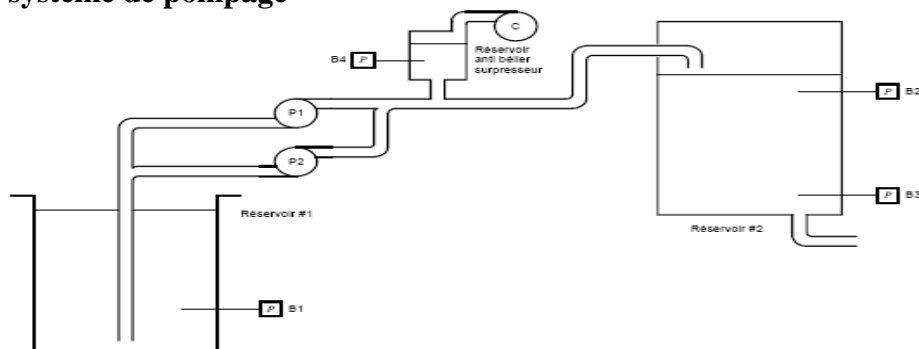 système de pompage
C
B4 P
Réservoir
anti bélier
surpresseur
P1
P B2
P2
P B3
Réservoir #1
Réservoir #2
P B1